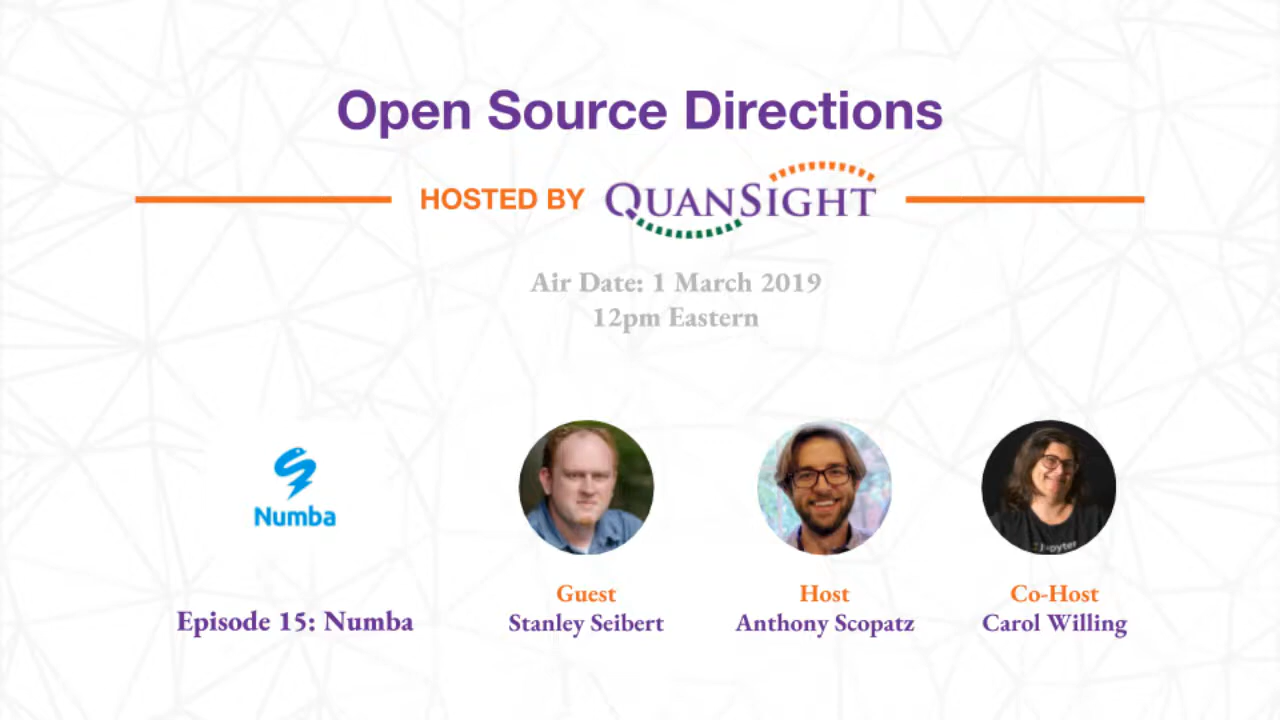 Open Source Directions
HOSTED BY QUANSIGHT
Air Date: 1 March 2019
12pm Eastern
Numba
Jupyter
Episode 15: Numba
Guest
Stanley Seibert
Host
Anthony Scopatz
Co-Host
Carol Willing